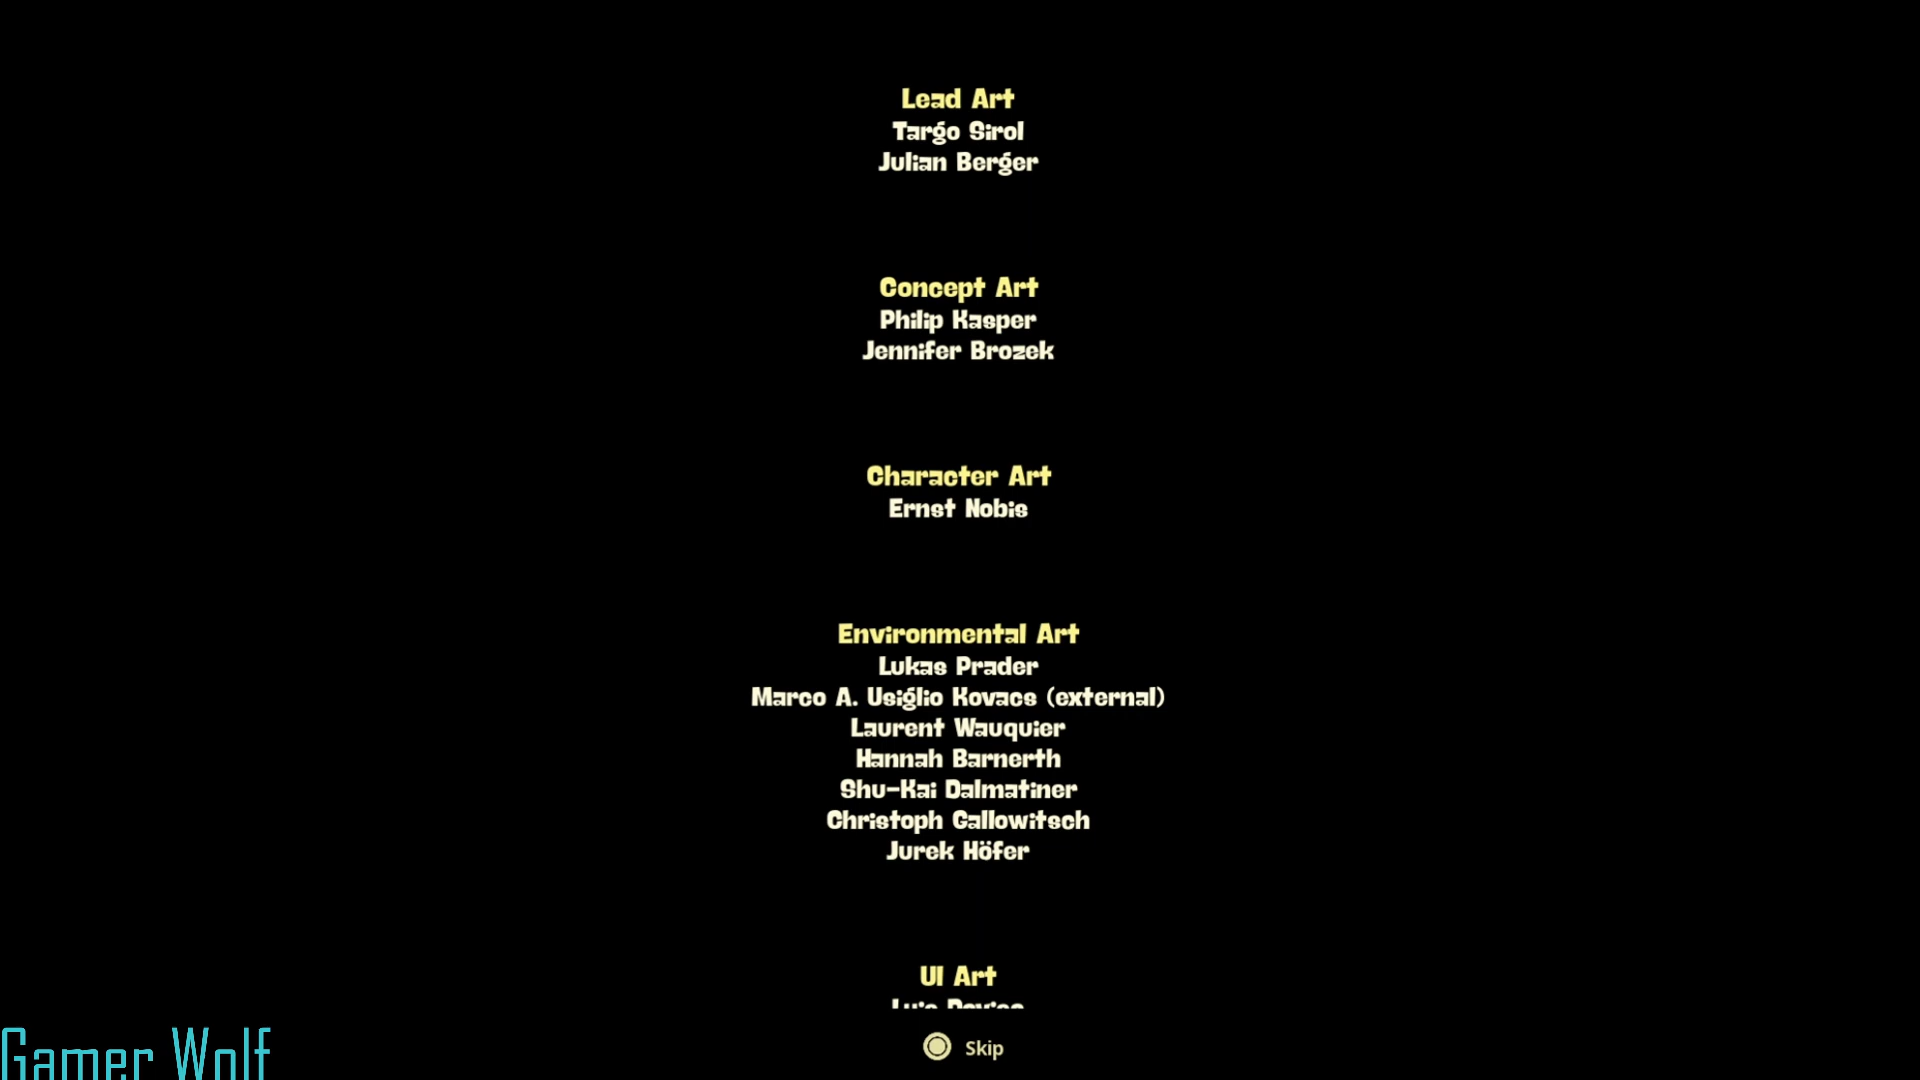 Lead Art
Targo Sirol
Julian Berger
Concept Art
Philip Kasper
Jennifer Brozek
Character Art
Ernst Nobis
Environmental Art
Lukas Prader
Marco A. Usiglio Kovacs (external)
Laurent Wauquier
Hannah Barnerth
Shu-Kai Dalmatiner
Christoph Gallowitsch
Jurek Höfer
UI Art
Skip
Gamer Wolf